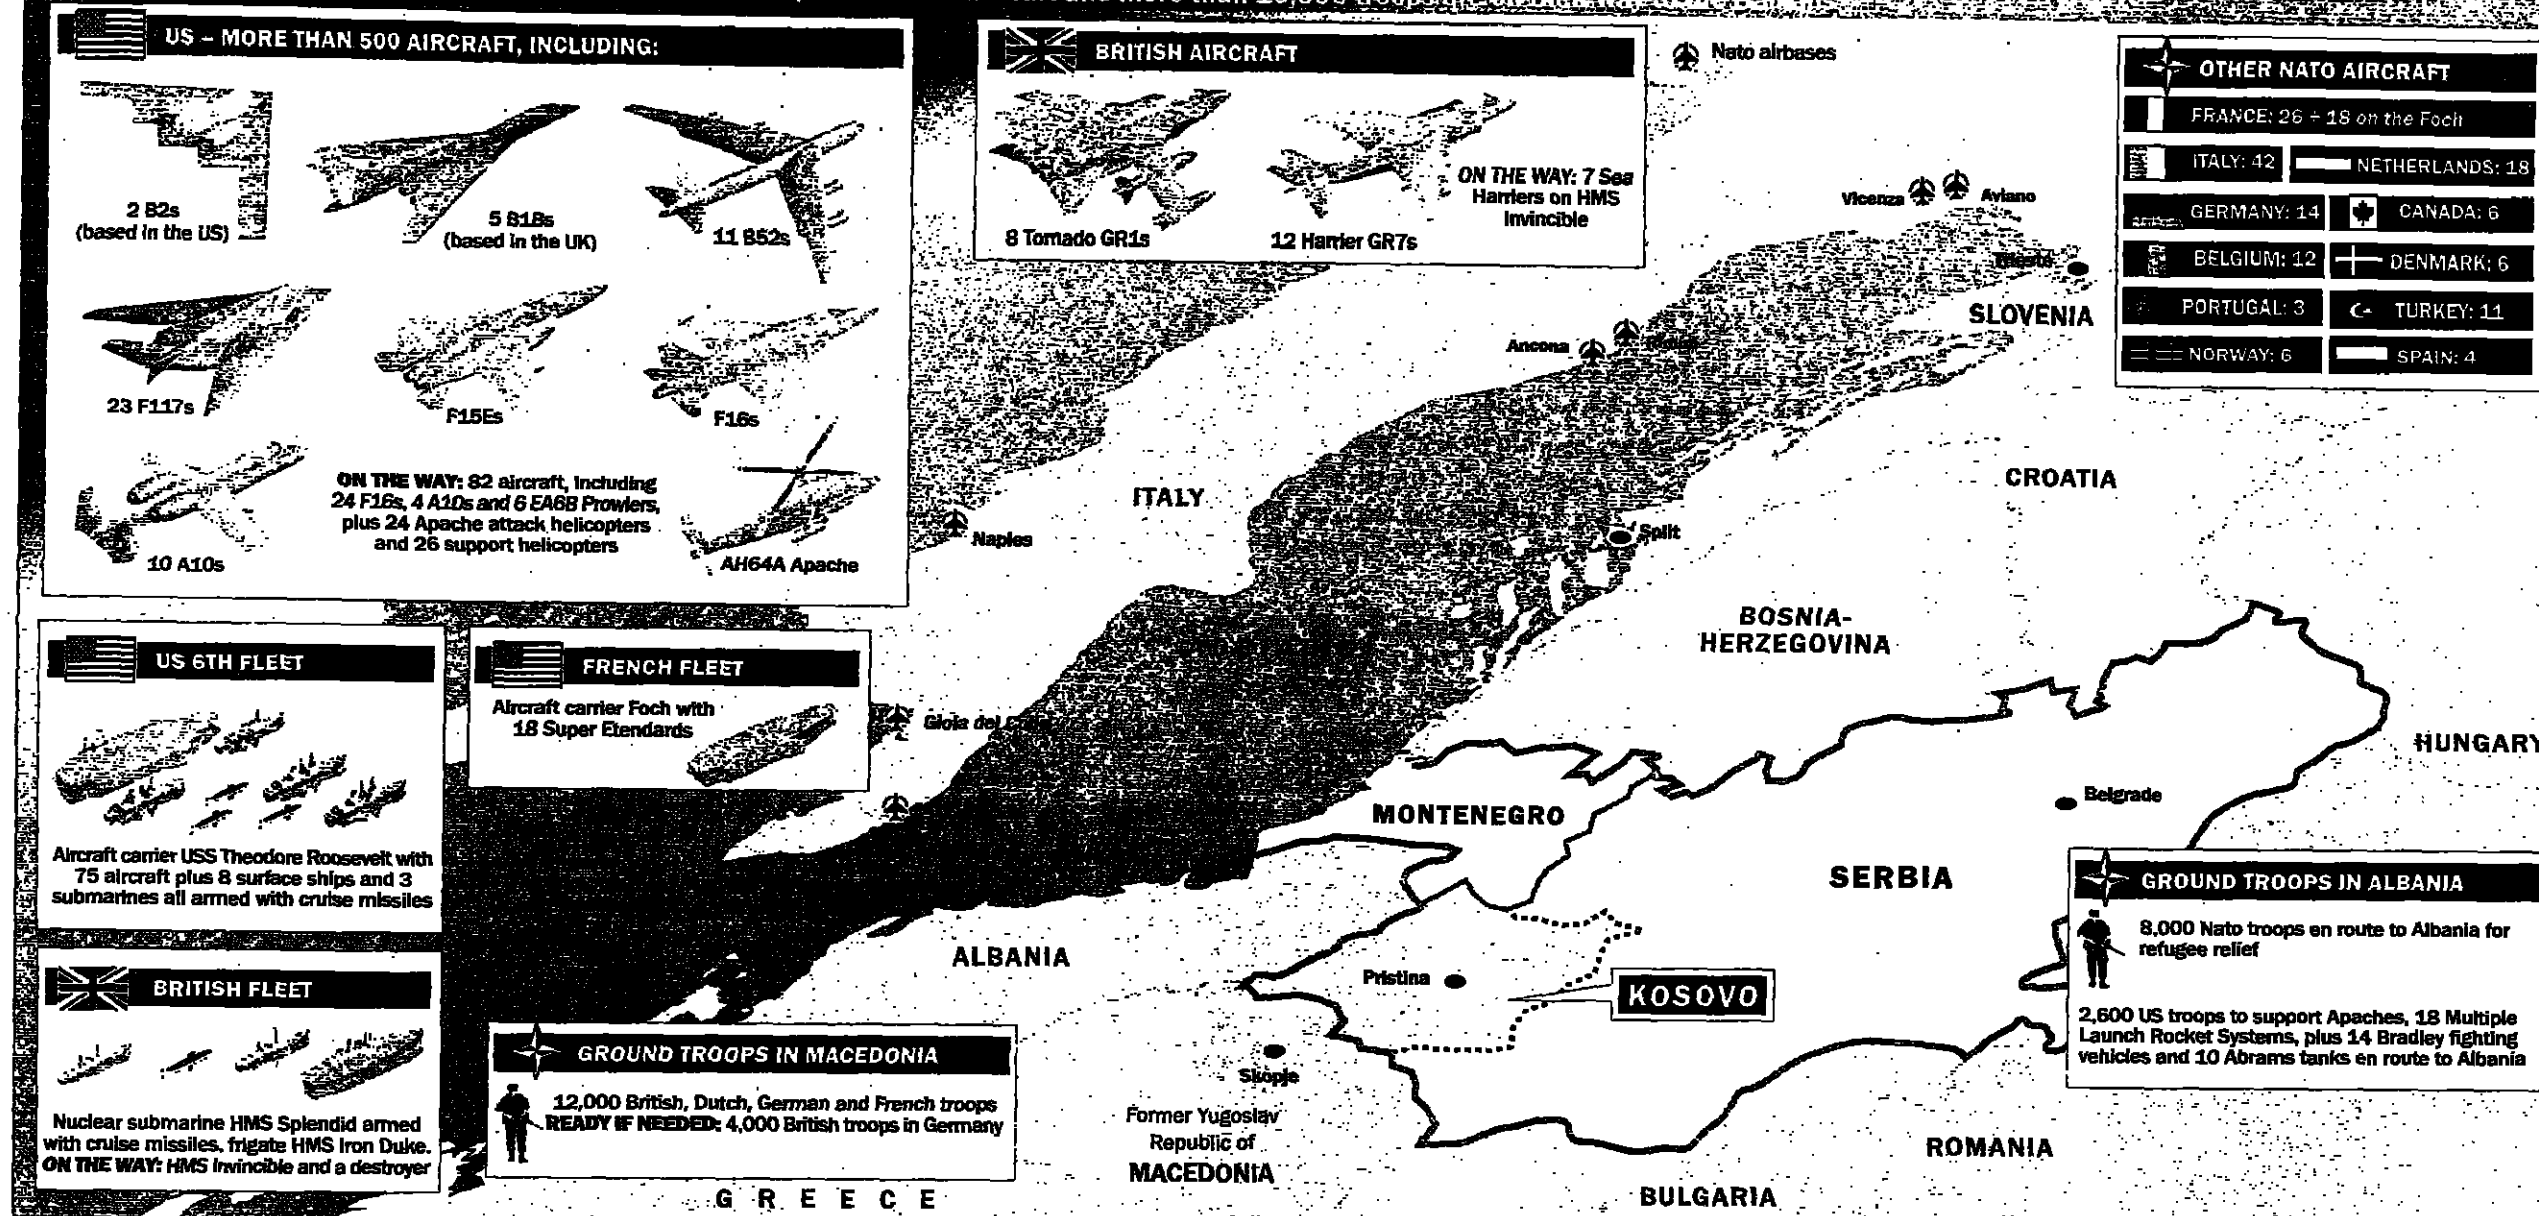 more than
US – MORE THAN 500 AIRCRAFT, INCLUDING:
2 B2s
(based in the US)
5 B1Bs
(based in the UK)
11 B52s
23 F117s
F15Es
F16s
10 A10s
ON THE WAY: 82 aircraft, including
24 F16s, 4 A10s and 6 EA6B Prowlers,
plus 24 Apache attack helicopters
and 26 support helicopters
AH64A Apache
BRITISH AIRCRAFT
8 Tornado GR1s
12 Harrier GR7s
ON THE WAY: 7 Sea
Harriers on HMS
Invincible
Nato airbases
OTHER NATO AIRCRAFT
FRANCE: 26 + 18 on the Foch
ITALY: 42
NETHERLANDS: 18
GERMANY: 14
CANADA: 6
BELGIUM: 12
DENMARK: 6
PORTUGAL: 3
TURKEY: 11
NORWAY: 6
SPAIN: 4
Vicenza
Aviano
Trieste
SLOVENIA
Ancona
CROATIA
ITALY
Naples
Split
BOSNIA-
HERZEGOVINA
US 6TH FLEET
Aircraft carrier USS Theodore Roosevelt with
75 aircraft plus 8 surface ships and 3
submarines all armed with cruise missiles
FRENCH FLEET
Aircraft carrier Foch with
18 Super Etendards
Gioia del
HUNGARY
MONTENEGRO
Belgrade
SERBIA
GROUND TROOPS IN ALBANIA
8,000 Nato troops en route to Albania for
refugee relief
2,600 US troops to support Apaches, 18 Multiple
Launch Rocket Systems, plus 14 Bradley fighting
vehicles and 10 Abrams tanks en route to Albania
ALBANIA
Pristina
KOSOVO
BRITISH FLEET
Nuclear submarine HMS Splendid armed
with cruise missiles, frigate HMS Iron Duke.
ON THE WAY: HMS Invincible and a destroyer
GROUND TROOPS IN MACEDONIA
12,000 British, Dutch, German and French troops
READY IF NEEDED: 4,000 British troops in Germany
Skopje
Former Yugoslav
Republic of
MACEDONIA
ROMANIA
GREECE
BULGARIA